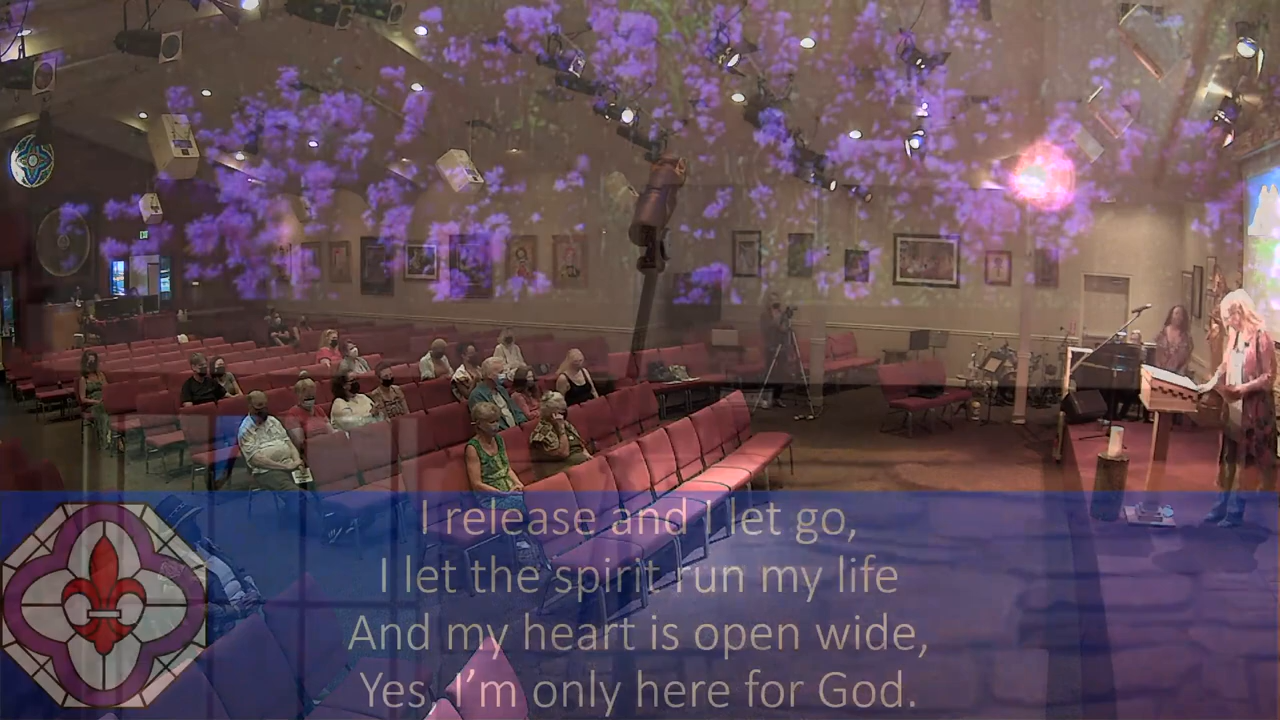 I release and I let go,
I let the spirit run my life
And my heart is open wide,
Yes, I'm only here for God.